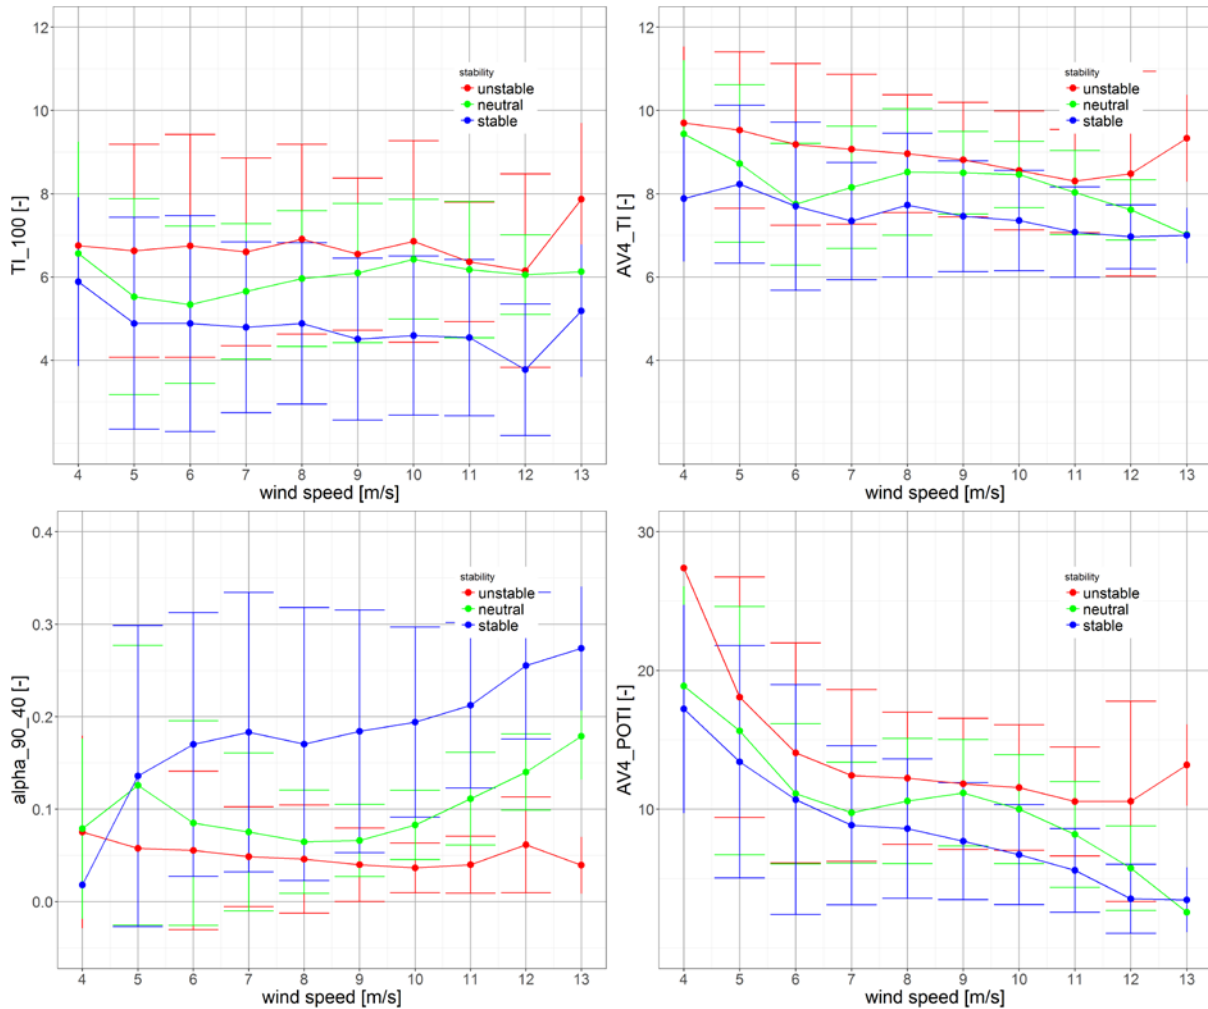 12
10
8
6
4
TI_100 [-]
stability
unstable
neutral
stable
4 5 6 7 8 9 10 11 12 13
wind speed [m/s]
12
10
8
6
4
AV4_TI [-]
stability
unstable
neutral
stable
4 5 6 7 8 9 10 11 12 13
wind speed [m/s]
0.4
0.3
0.2
0.1
0.0
alpha_90_40 [-]
stability
unstable
neutral
stable
4 5 6 7 8 9 10 11 12 13
wind speed [m/s]
30
20
10
AV4_POTI [-]
stability
unstable
neutral
stable
4 5 6 7 8 9 10 11 12 13
wind speed [m/s]